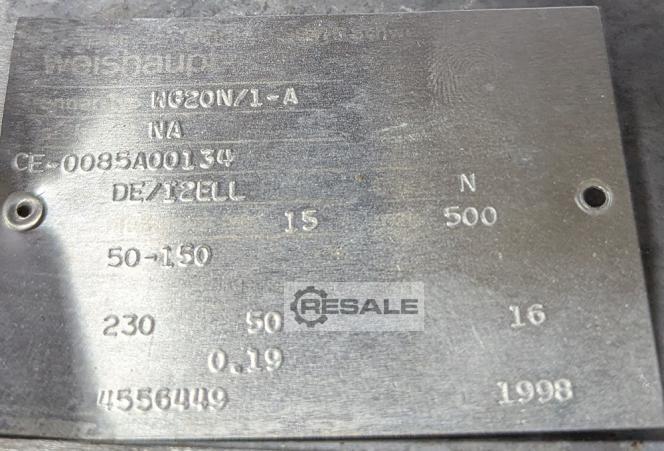 weishaupt
WG20N/1-A
NA
CE-0085A00134
DE/I2ELL N
15 500
50-150
RESALE
230 50 16
0.19
4556449 1998